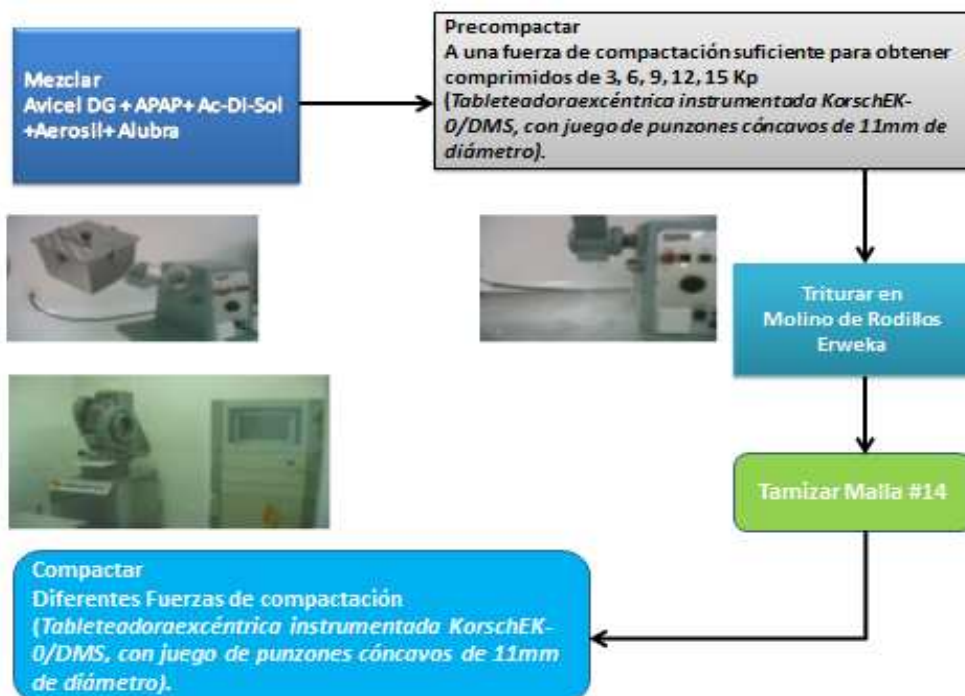 Mezclar
Avicel DG + APAP+ Ac-Di-Sol
+Aerosil+ Alubra
Precompactar
A una fuerza de compactación suficiente para obtener
comprimidos de 3, 6, 9, 12, 15 Kp
(Tableteadoraexcéntrica instrumentada KorschEK-
0/DMS, con juego de punzones cóncavos de 11mm de
diámetro).
Triturar en
Molino de Rodillos
Erweka
Tamizar Malla #14
Compactar
Diferentes Fuerzas de compactación
(Tableteadoraexcéntrica instrumentada KorschEK-
0/DMS, con juego de punzones cóncavos de 11mm
de diámetro).